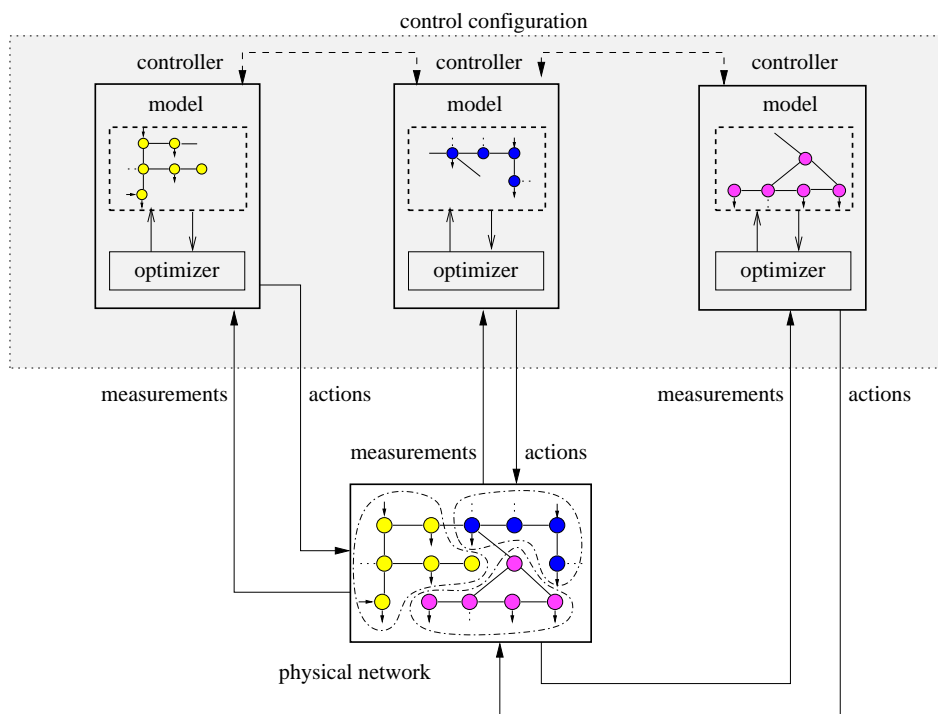 control configuration
controller
controller
controller
model
model
model
optimizer
optimizer
optimizer
measurements
actions
measurements
actions
measurements
actions
physical network